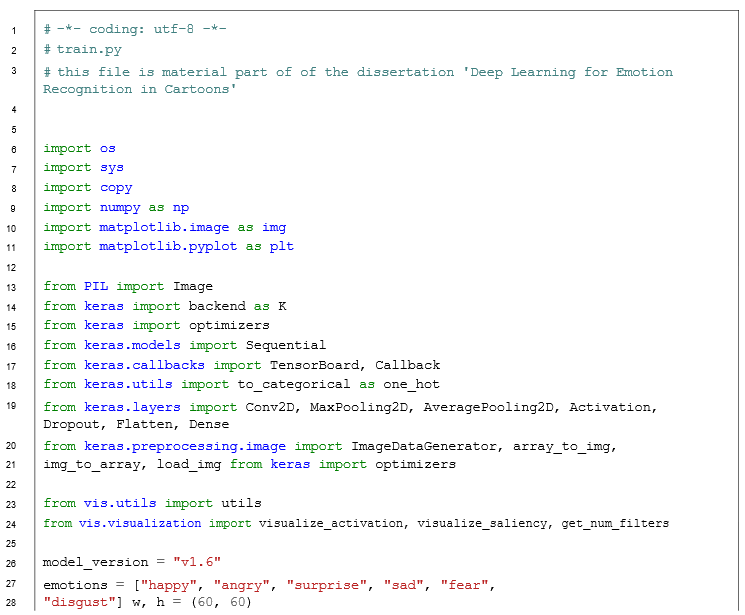 1 # -*- coding: utf-8 -*-
2 # train.py
3 # this file is material part of of the dissertation 'Deep Learning for Emotion
Recognition in Cartoons'
4
5
6 import os
7 import sys
8 import copy
9 import numpy as np
10 import matplotlib.image as img
11 import matplotlib.pyplot as plt
12
13 from PIL import Image
14 from keras import backend as K
15 from keras import optimizers
16 from keras.models import Sequential
17 from keras.callbacks import TensorBoard, Callback
18 from keras.utils import to_categorical as one_hot
19 from keras.layers import Conv2D, MaxPooling2D, AveragePooling2D, Activation,
Dropout, Flatten, Dense
20 from keras.preprocessing.image import ImageDataGenerator, array_to_img,
21 img_to_array, load_img from keras import optimizers
22
23 from vis.utils import utils
24 from vis.visualization import visualize_activation, visualize_saliency, get_num_filters
25
26 model_version = "v1.6"
27 emotions = ["happy", "angry", "surprise", "sad", "fear",
28 "disgust"] w, h = (60, 60)